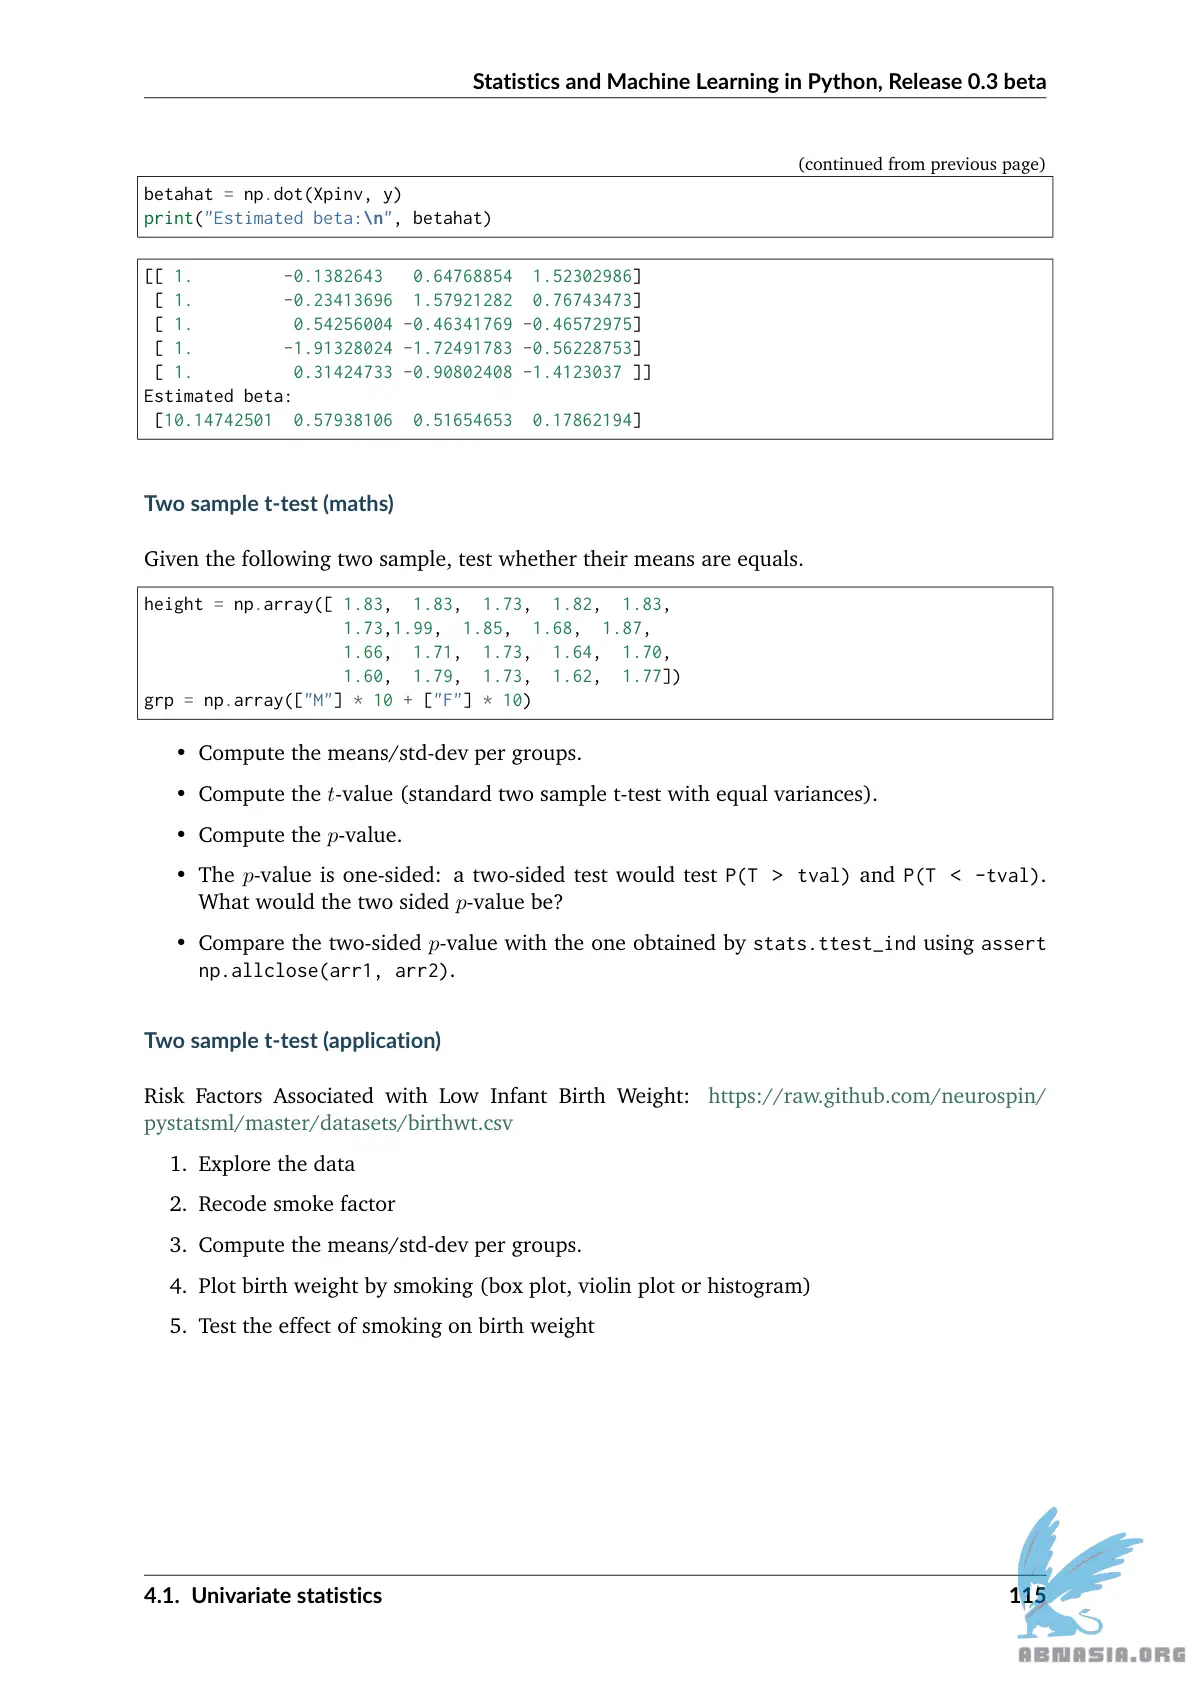 Statistics and Machine Learning in Python, Release 0.3 beta
(continued from previous page)
betahat = np.dot(Xpinv, y)
print("Estimated beta:\n", betahat)
[[ 1.         -0.1382643   0.64768854  1.52302986]
 [ 1.         -0.23413696  1.57921282  0.76743473]
 [ 1.          0.54256004 -0.46341769 -0.46572975]
 [ 1.         -1.91328024 -1.72491783 -0.56228753]
 [ 1.          0.31424733 -0.90802408 -1.4123037 ]]
Estimated beta:
 [10.14742501  0.57938106  0.51654653  0.17862194]
Two sample t-test (maths)
Given the following two sample, test whether their means are equals.
height = np.array([ 1.83,  1.83,  1.73,  1.82,  1.83,
                    1.73,1.99,  1.85,  1.68,  1.87,
                    1.66,  1.71,  1.73,  1.64,  1.70,
                    1.60,  1.79,  1.73,  1.62,  1.77])
grp = np.array(["M"] * 10 + ["F"] * 10)
• Compute the means/std-dev per groups.
• Compute the t-value (standard two sample t-test with equal variances).
• Compute the p-value.
• The p-value is one-sided: a two-sided test would test P(T > tval) and P(T < -tval).
What would the two sided p-value be?
• Compare the two-sided p-value with the one obtained by stats.ttest_ind using assert
np.allclose(arr1, arr2).
Two sample t-test (application)
Risk Factors Associated with Low Infant Birth Weight: https://raw.github.com/neurospin/
pystatsml/master/datasets/birthwt.csv
1. Explore the data
2. Recode smoke factor
3. Compute the means/std-dev per groups.
4. Plot birth weight by smoking (box plot, violin plot or histogram)
5. Test the effect of smoking on birth weight
4.1. Univariate statistics
115
ABNASIA.ORG